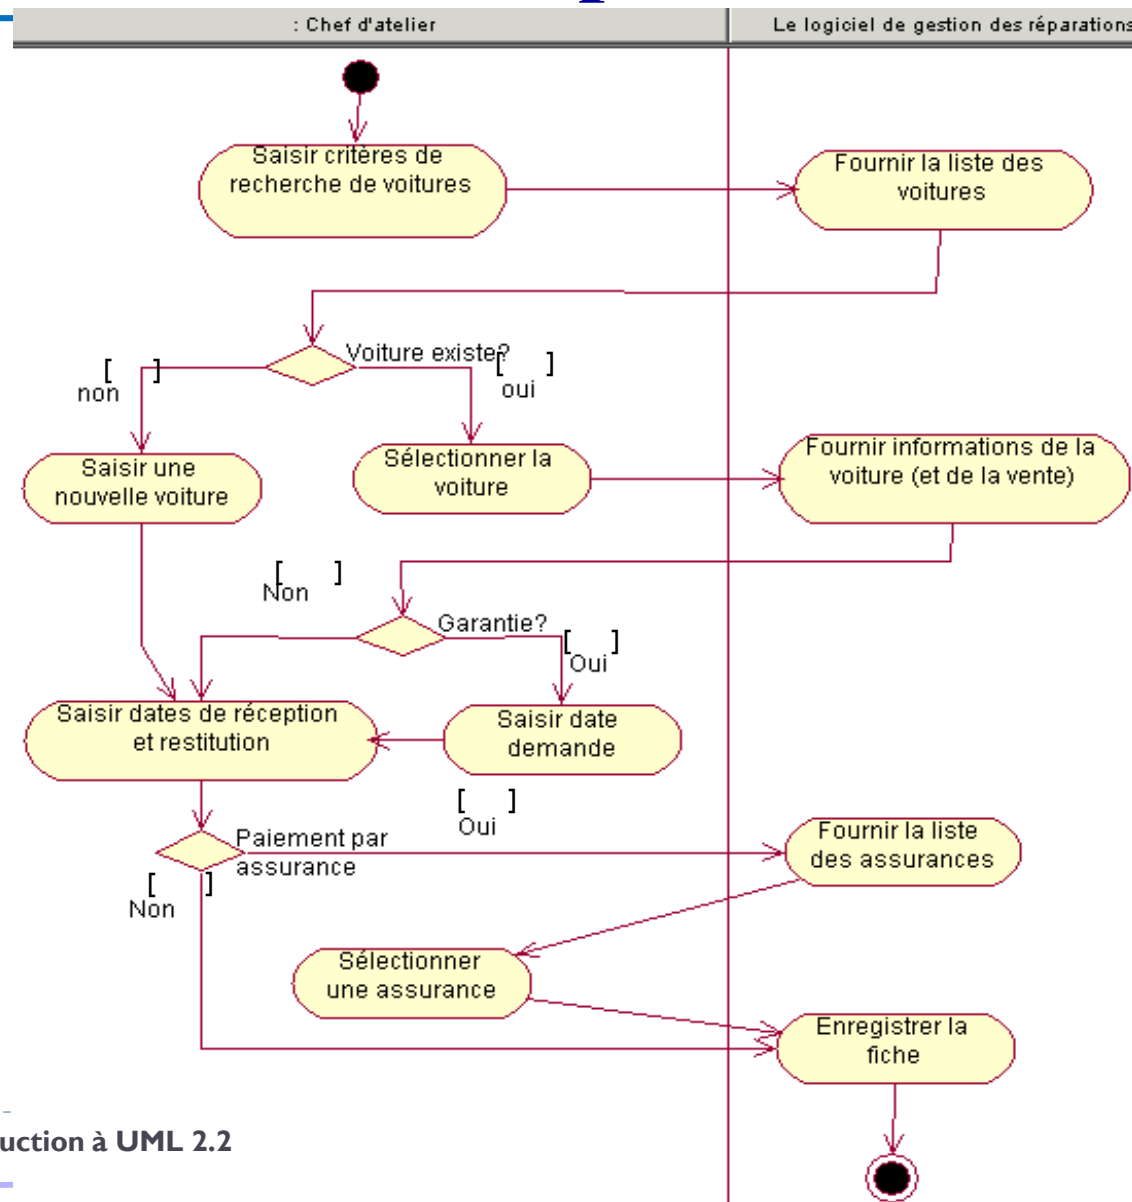 : Chef d'atelier
Le logiciel de gestion des réparations
Saisir critères de
recherche de voitures
Fournir la liste des
voitures
Voiture existe?
[ ]
non
[ ]
oui
Saisir une
nouvelle voiture
Sélectionner la
voiture
Fournir informations de la
voiture (et de la vente)
[ ]
Non
Garantie?
[ ]
Oui
Saisir dates de réception
et restitution
Saisir date
demande
[ ]
Oui
Paiement par
assurance
[ ]
Non
Fournir la liste
des assurances
Sélectionner
une assurance
Enregistrer la
fiche
uction à UML 2.2